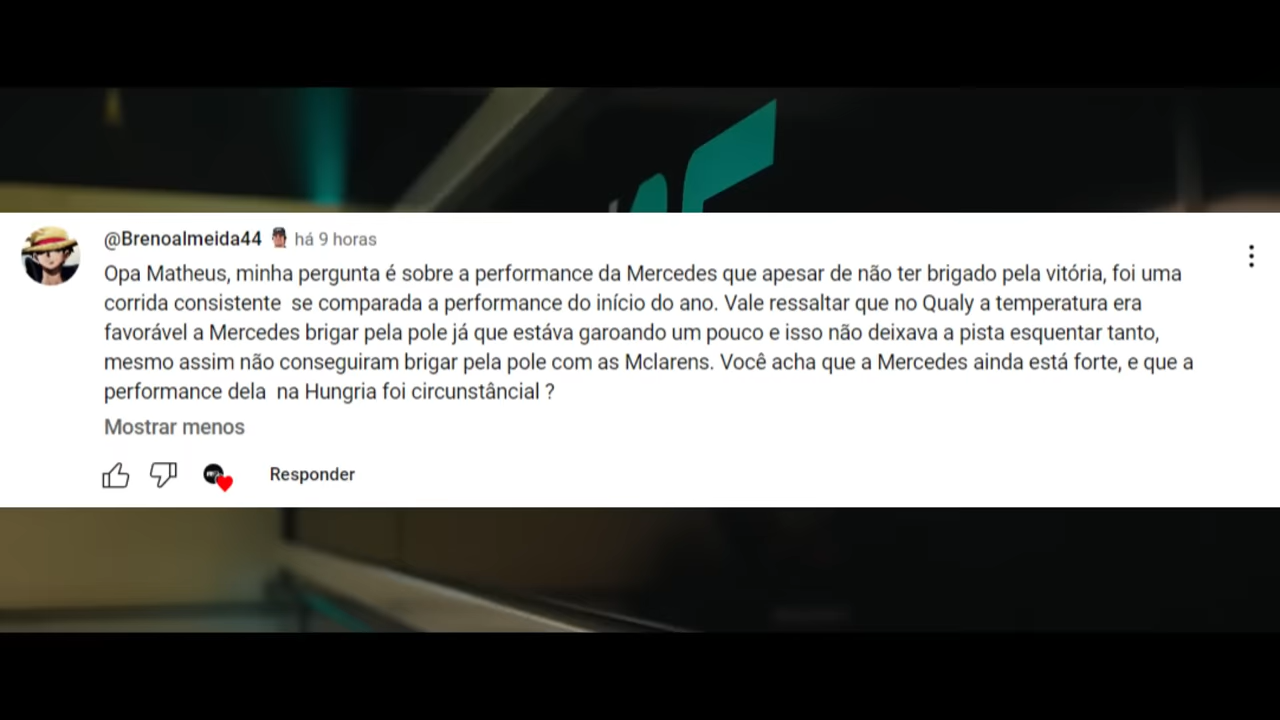 @Brenoalmeida44 há 9 horas
Opa Matheus, minha pergunta é sobre a performance da Mercedes que apesar de não ter brigado pela vitória, foi uma
corrida consistente se comparada a performance do início do ano. Vale ressaltar que no Qualy a temperatura era
favorável a Mercedes brigar pela pole já que estáva garoando um pouco e isso não deixava a pista esquentar tanto,
mesmo assim não conseguiram brigar pela pole com as Mclarens. Você acha que a Mercedes ainda está forte, e que a
performance dela na Hungria foi circunstâncial ?
Mostrar menos
Responder